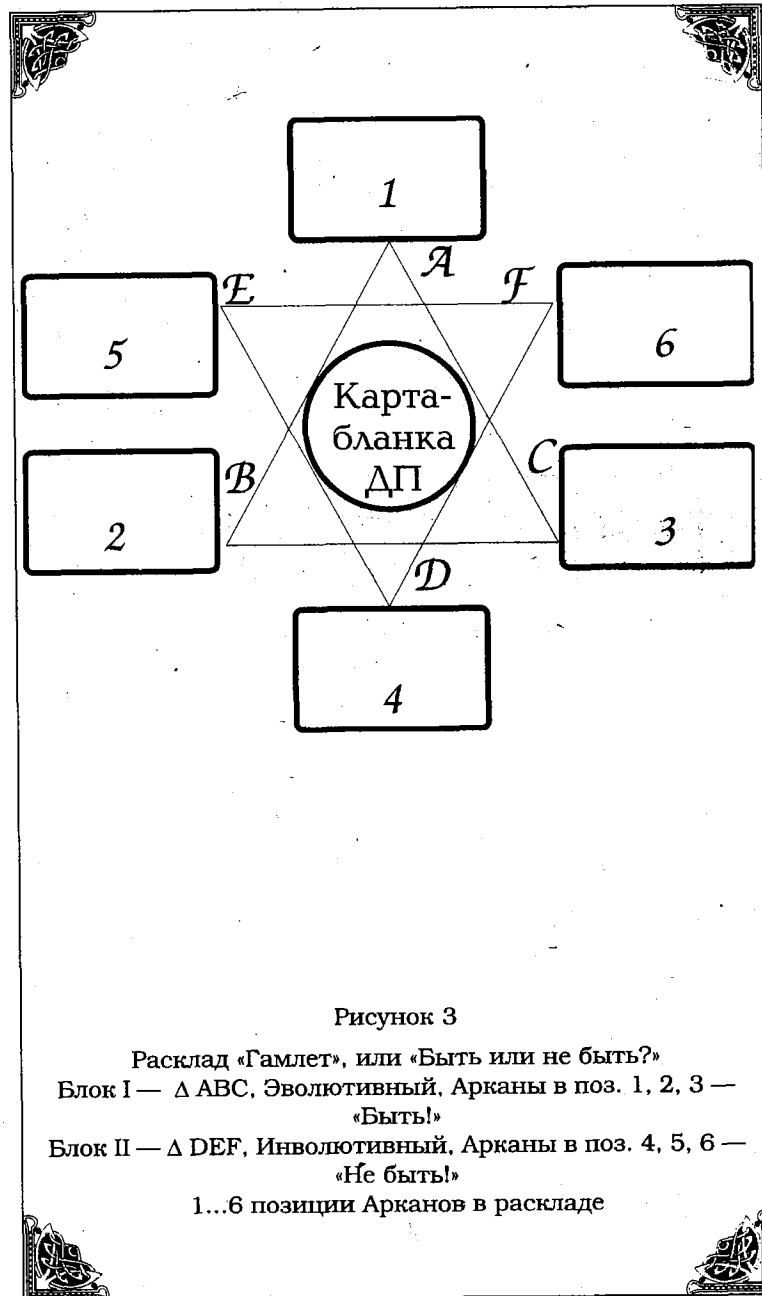 1
A
E
F
5
6
Карта-
бланка
ДП
B
C
2
3
D
4
Рисунок 3
Расклад «Гамлет», или «Быть или не быть?»
Блок I — Δ ABC, Эволютивный, Арканы в поз. 1, 2, 3 —
«Быть!»
Блок II — Δ DEF, Инволютивный, Арканы в поз. 4, 5, 6 —
«Не быть!»
1...6 позиции Арканов в раскладе